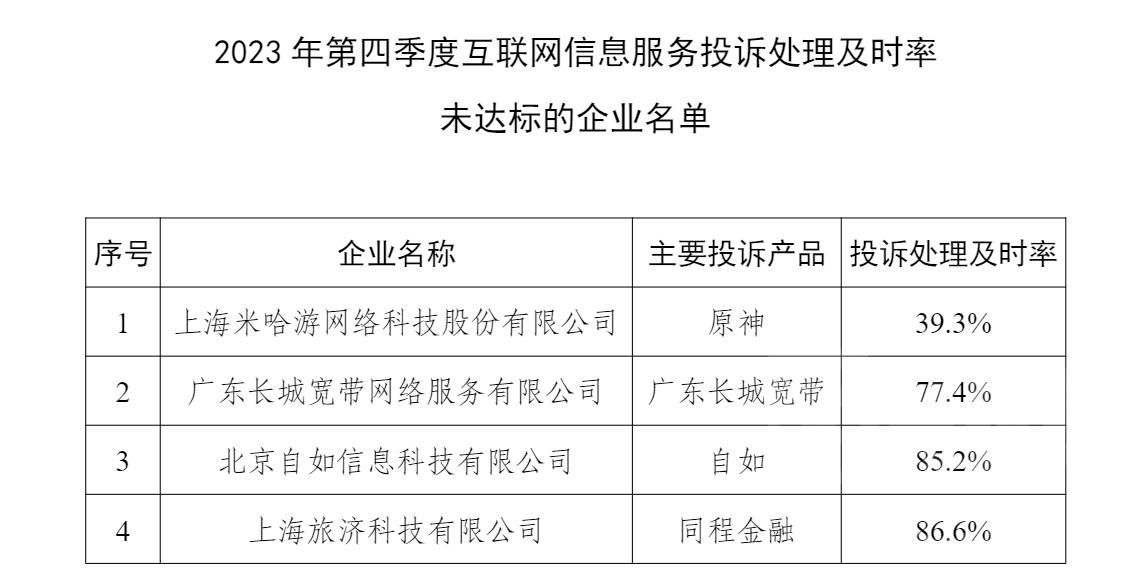 2023 年第四季度互联网信息服务投诉处理及时率
未达标的企业名单
序号 企业名称 主要投诉产品 投诉处理及时率
1 上海米哈游网络科技股份有限公司 原神 39.3%
2 广东长城宽带网络服务有限公司 广东长城宽带 77.4%
3 北京自如信息科技有限公司 自如 85.2%
4 上海旅济科技有限公司 同程金融 86.6%